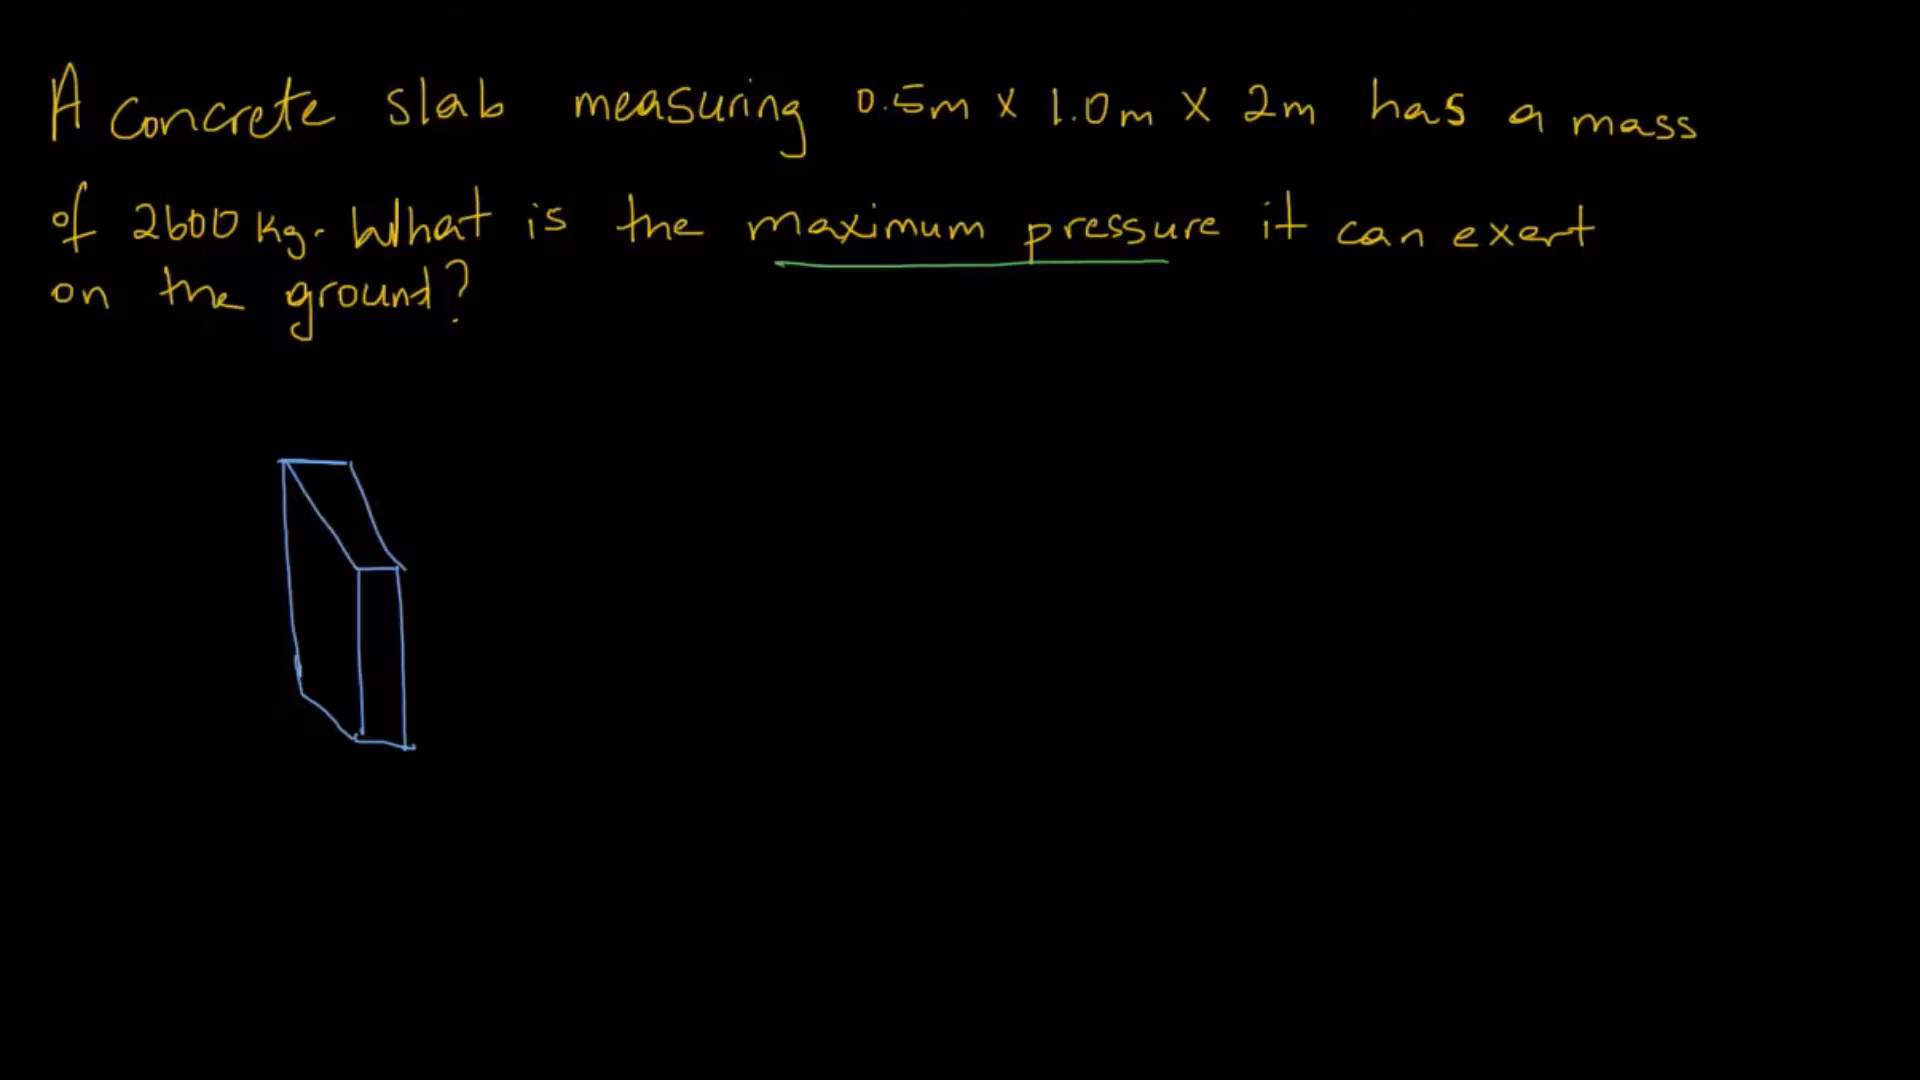 A concrete slab measuring 0.5m x 1.0m x 2m has a mass
of 2600 kg. What is the maximum pressure it can exert
on the ground?